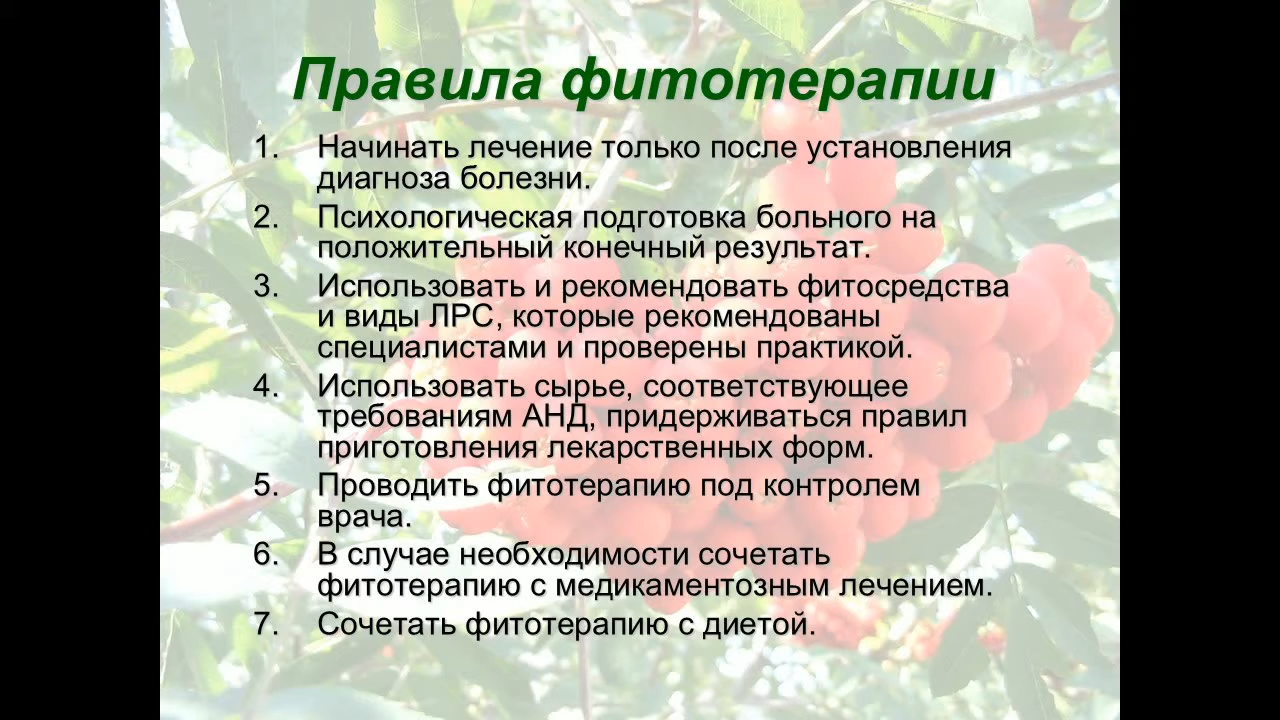 Правила фитотерапии
1. Начинать лечение только после установления
диагноза болезни.
2. Психологическая подготовка больного на
положительный конечный результат.
3. Использовать и рекомендовать фитосредства
и виды ЛРС, которые рекомендованы
специалистами и проверены практикой.
4. Использовать сырье, соответствующее
требованиям АНД, придерживаться правил
приготовления лекарственных форм.
5. Проводить фитотерапию под контролем
врача.
6. В случае необходимости сочетать
фитотерапию с медикаментозным лечением.
7. Сочетать фитотерапию с диетой.